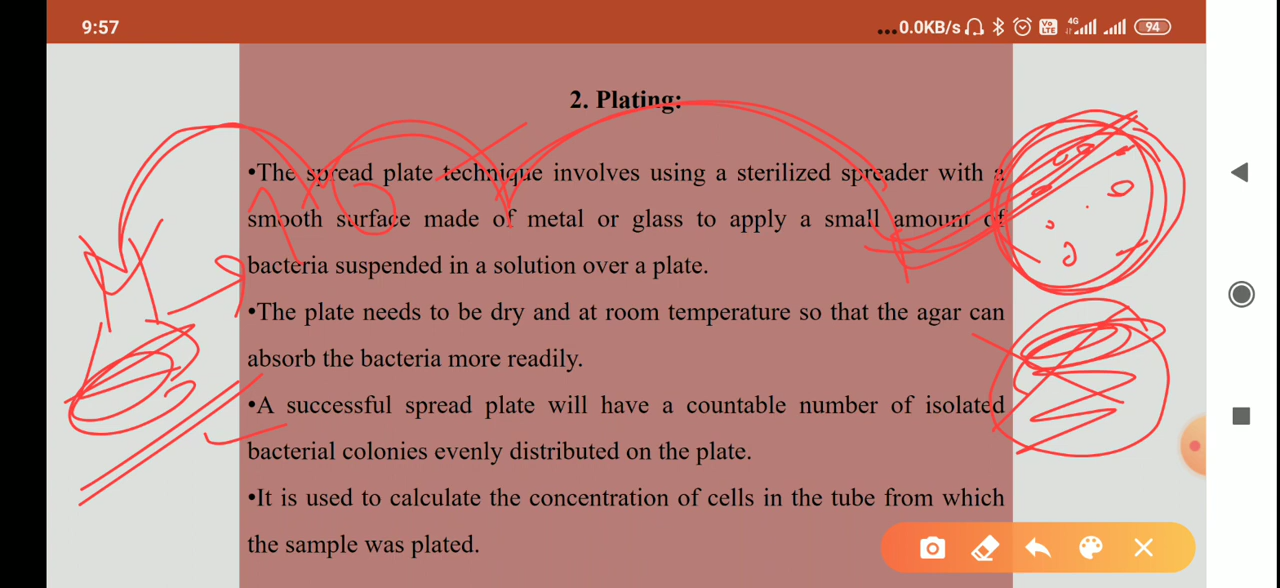 9:57
...0.0KB/s
Vo LTE
4G
94
2. Plating:
•The spread plate technique involves using a sterilized spreader with a
smooth surface made of metal or glass to apply a small amount of
bacteria suspended in a solution over a plate.
•The plate needs to be dry and at room temperature so that the agar can
absorb the bacteria more readily.
•A successful spread plate will have a countable number of isolated
bacterial colonies evenly distributed on the plate.
•It is used to calculate the concentration of cells in the tube from which
the sample was plated.